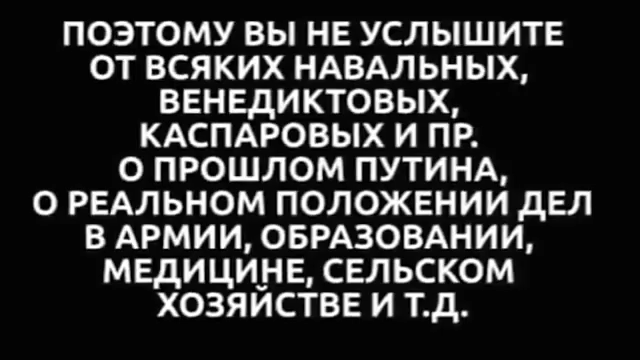 ПОЭТОМУ ВЫ НЕ УСЛЫШИТЕ
ОТ ВСЯКИХ НАВАЛЬНЫХ,
ВЕНЕДИКТОВЫХ,
КАСПАРОВЫХ И ПР.
О ПРОШЛОМ ПУТИНА,
О РЕАЛЬНОМ ПОЛОЖЕНИИ ДЕЛ
В АРМИИ, ОБРАЗОВАНИИ,
МЕДИЦИНЕ, СЕЛЬСКОМ
ХОЗЯЙСТВЕ И Т.Д.